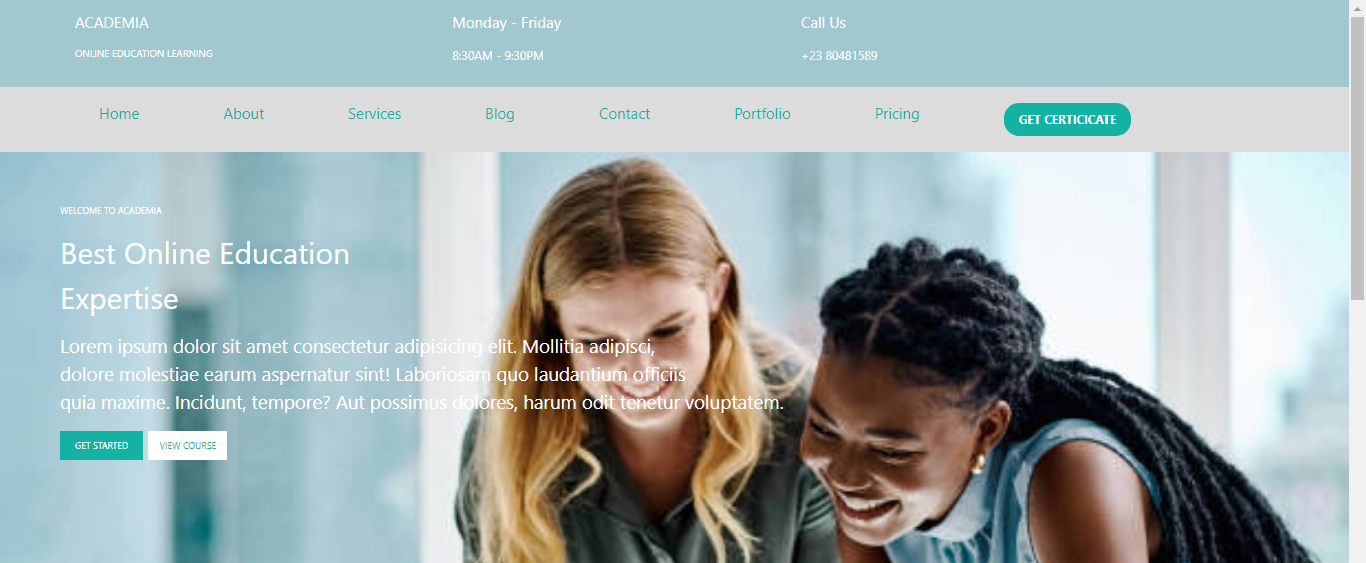 ACADEMIA
ONLINE EDUCATION LEARNING
Monday - Friday
8:30AM - 9:30PM
Call Us
+23 80481589
Home About Services Blog Contact Portfolio Pricing GET CERTICICATE
WELCOME TO ACADEMIA
Best Online Education
Expertise
Lorem ipsum dolor sit amet consectetur adipisicing elit. Mollitia adipisci,
dolore molestiae earum aspernatur sint! Laboriosam quo laudantium officiis
quia maxime. Incidunt, tempore? Aut possimus dolores, harum odit tenetur voluptatem.
GET STARTED VIEW COURSE